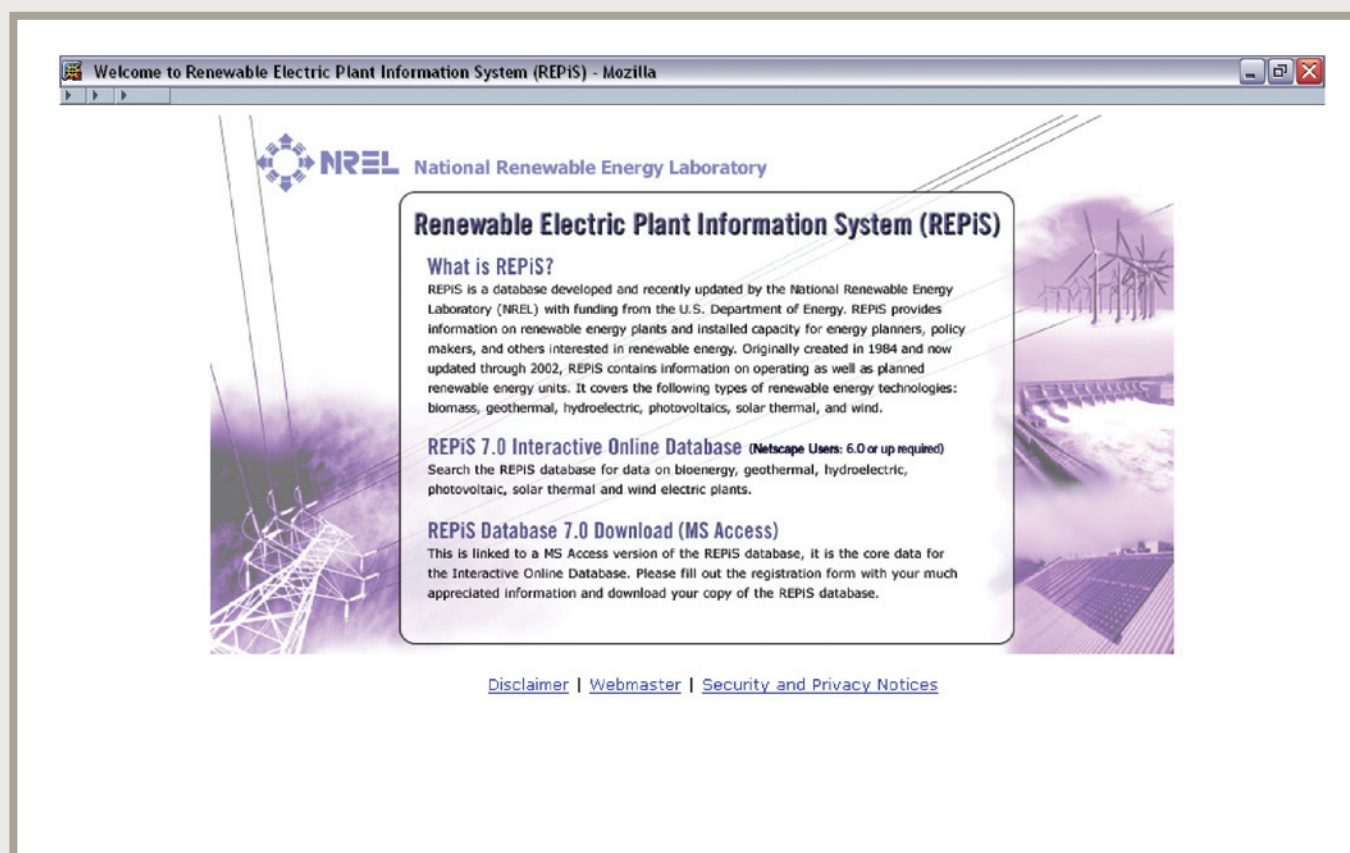 Welcome to Renewable Electric Plant Information System (REPiS) - Mozilla
NREL National Renewable Energy Laboratory
Renewable Electric Plant Information System (REPiS)
What is REPiS?
REPiS is a database developed and recently updated by the National Renewable Energy
Laboratory (NREL) with funding from the U.S. Department of Energy. REPiS provides
information on renewable energy plants and installed capacity for energy planners, policy
makers, and others interested in renewable energy. Originally created in 1984 and now
updated through 2002, REPiS contains information on operating as well as planned
renewable energy units. It covers the following types of renewable energy technologies:
biomass, geothermal, hydroelectric, photovoltaics, solar thermal, and wind.
REPiS 7.0 Interactive Online Database (Netscape Users: 6.0 or up required)
Search the REPiS database for data on bioenergy, geothermal, hydroelectric,
photovoltaic, solar thermal and wind electric plants.
REPiS Database 7.0 Download (MS Access)
This is linked to a MS Access version of the REPiS database, it is the core data for
the Interactive Online Database. Please fill out the registration form with your much
appreciated information and download your copy of the REPiS database.
Disclaimer | Webmaster | Security and Privacy Notices